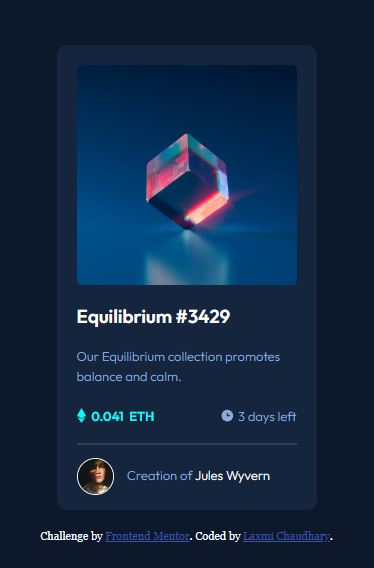 Equilibrium #3429
Our Equilibrium collection promotes
balance and calm.
0.041 ETH
3 days left
Creation of Jules Wyvern
Challenge by Frontend Mentor. Coded by Laxmi Chaudhary.